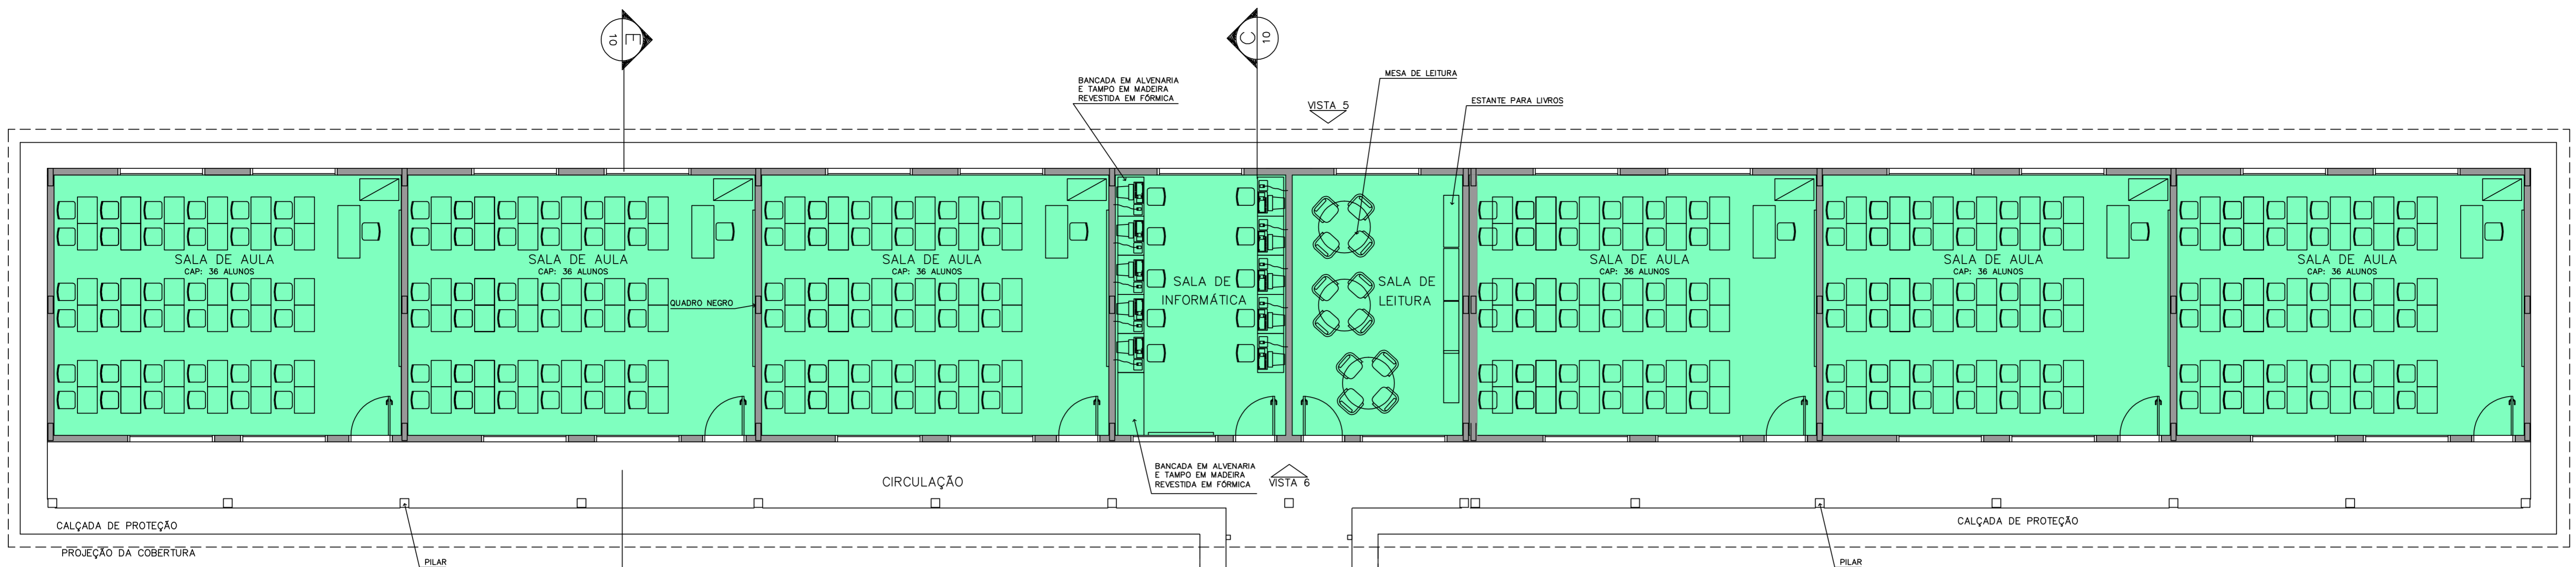 E
10
C
10
BANCADA EM ALVENARIA
E TAMPO EM MADEIRA
REVESTIDA EM FÓRMICA
MESA DE LEITURA
VISTA 5
ESTANTE PARA LIVROS
SALA DE AULA
CAP: 36 ALUNOS
SALA DE AULA
CAP: 36 ALUNOS
SALA DE AULA
CAP: 36 ALUNOS
SALA DE
INFORMÁTICA
SALA DE
LEITURA
SALA DE AULA
CAP: 36 ALUNOS
SALA DE AULA
CAP: 36 ALUNOS
SALA DE AULA
CAP: 36 ALUNOS
QUADRO NEGRO
BANCADA EM ALVENARIA
E TAMPO EM MADEIRA
REVESTIDA EM FÓRMICA
VISTA 6
CIRCULAÇÃO
CALÇADA DE PROTEÇÃO
CALÇADA DE PROTEÇÃO
PROJEÇÃO DA COBERTURA
PILAR
PILAR